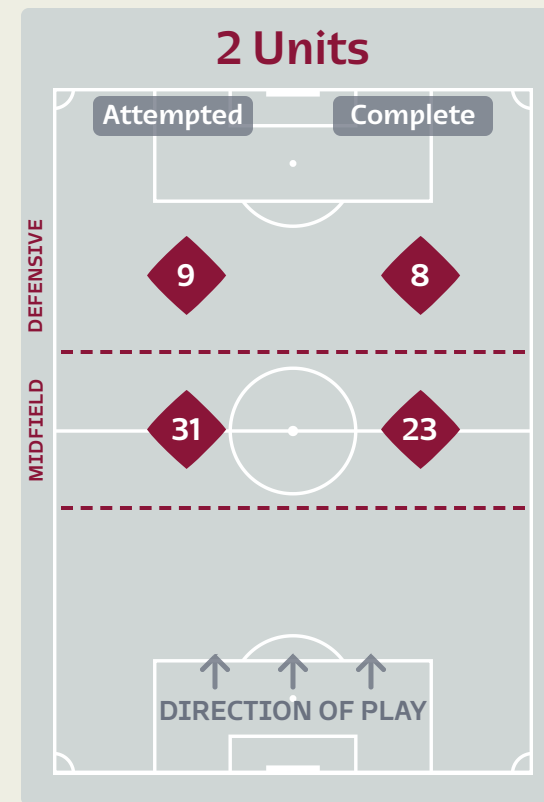 2 Units
Attempted
Complete
DEFENSIVE
9
8
MIDFIELD
31
23
DIRECTION OF PLAY